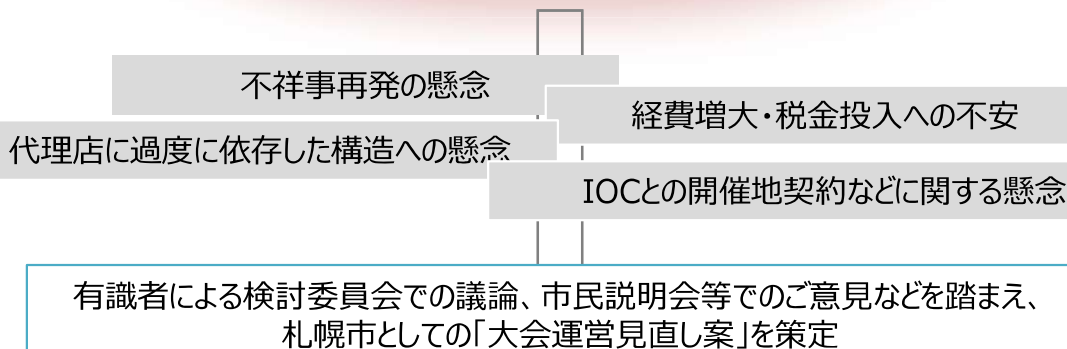 不祥事再発の懸念
経費増大・税金投入への不安
代理店に過度に依存した構造への懸念
IOCとの開催地契約などに関する懸念
有識者による検討委員会での議論、市民説明会等でのご意見などを踏まえ、
札幌市としての「大会運営見直し案」を策定